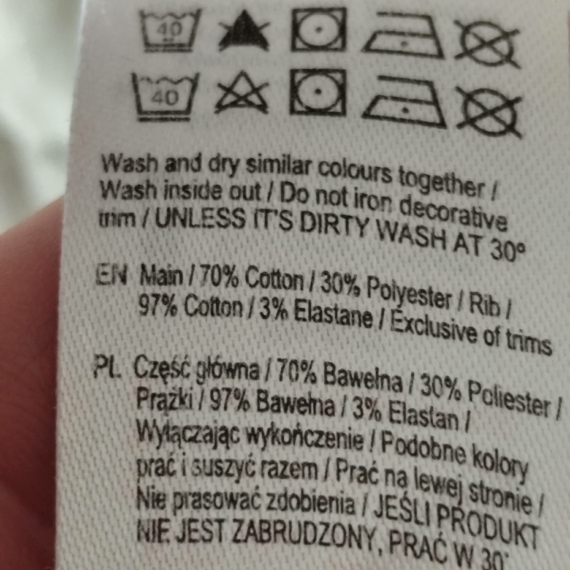 40
40
Wash and dry similar colours together /
Wash inside out / Do not iron decorative
trim / UNLESS IT'S DIRTY WASH AT 30°
EN Main / 70% Cotton / 30% Polyester / Rib /
97% Cotton / 3% Elastane / Exclusive of trims
PL Część główna / 70% Bawełna / 30% Poliester /
Prążki / 97% Bawełna / 3% Elastan /
Wyłączając wykończenie / Podobne kolory
prać i suszyć razem / Prać na lewej stronie /
Nie prasować zdobienia / JEŚLI PRODUKT
NIE JEST ZABRUDZONY, PRAĆ W 30°